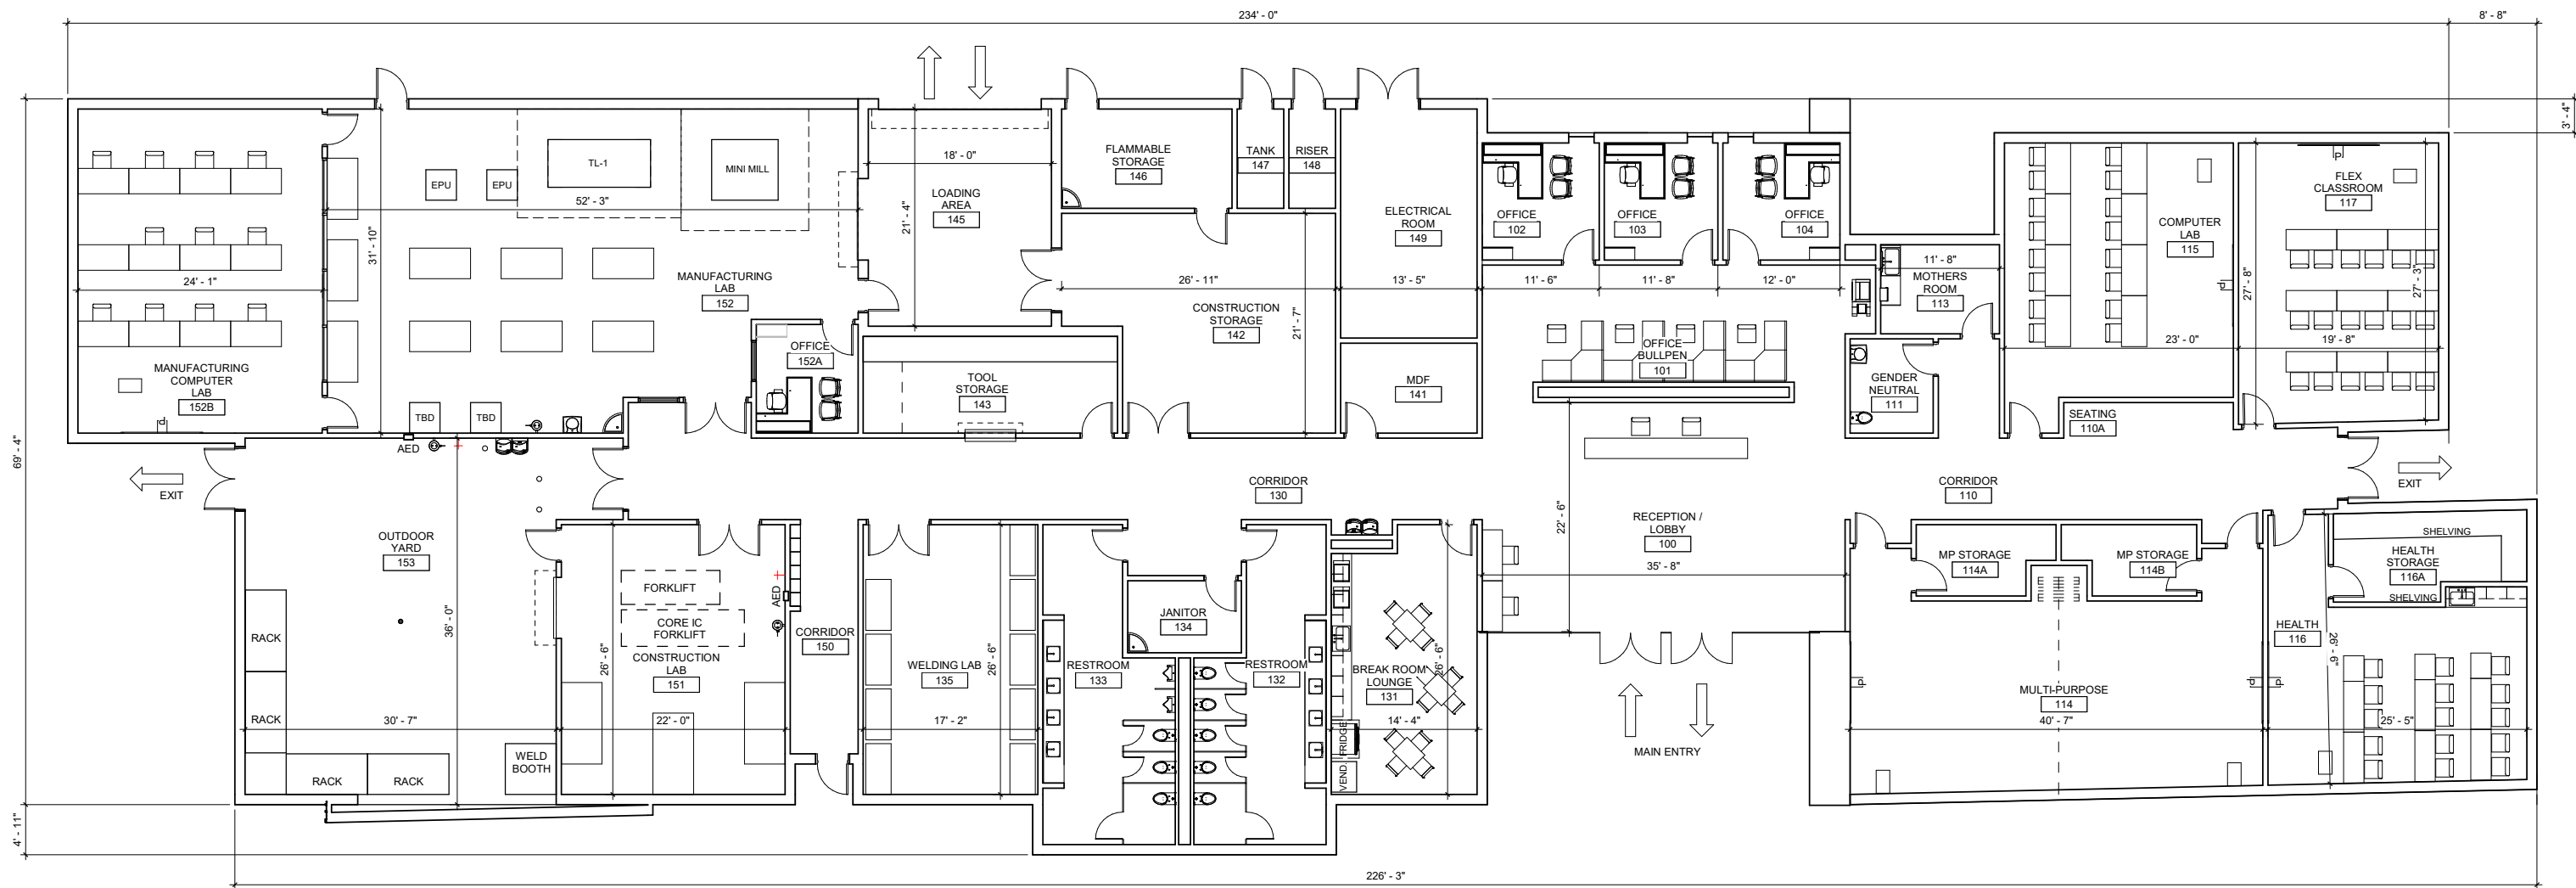 234' - 0"
8' - 8"
3' - 4"
TL-1
MINI MILL
EPU
EPU
52' - 3"
31' - 10"
24' - 1"
MANUFACTURING
LAB
152
MANUFACTURING
COMPUTER
LAB
152B
TBD
TBD
OFFICE
152A
18' - 0"
LOADING
AREA
145
21' - 4"
FLAMMABLE
STORAGE
146
TANK
147
RISER
148
ELECTRICAL
ROOM
149
26' - 11"
13' - 5"
CONSTRUCTION
STORAGE
142
21' - 7"
TOOL
STORAGE
143
MDF
141
OFFICE
102
OFFICE
103
OFFICE
104
11' - 6"
11' - 8"
12' - 0"
OFFICE
BULLPEN
101
11' - 8"
MOTHERS
ROOM
113
GENDER
NEUTRAL
111
COMPUTER
LAB
115
23' - 0"
P
P
FLEX
CLASSROOM
117
27' - 8"
27' - 3"
19' - 8"
SEATING
110A
P
AED
69' - 4"
EXIT
OUTDOOR
YARD
153
36' - 0"
RACK
RACK
RACK
RACK
30' - 7"
WELD
BOOTH
FORKLIFT
CORE IC
FORKLIFT
CONSTRUCTION
LAB
151
26' - 6"
22' - 0"
AED
CORRIDOR
150
WELDING LAB
135
26' - 6"
17' - 2"
CORRIDOR
130
RESTROOM
133
JANITOR
134
RESTROOM
132
BREAK ROOM
LOUNGE
131
26' - 6"
14' - 4"
FRIDGE
VEND
22' - 6"
RECEPTION /
LOBBY
100
35' - 8"
MAIN ENTRY
CORRIDOR
110
EXIT
MP STORAGE
114A
MP STORAGE
114B
MULTI-PURPOSE
114
40' - 7"
P
P
P
SHELVING
HEALTH
STORAGE
116A
SHELVING
HEALTH
116
26' - 6"
25' - 5"
4' - 11"
226' - 3"